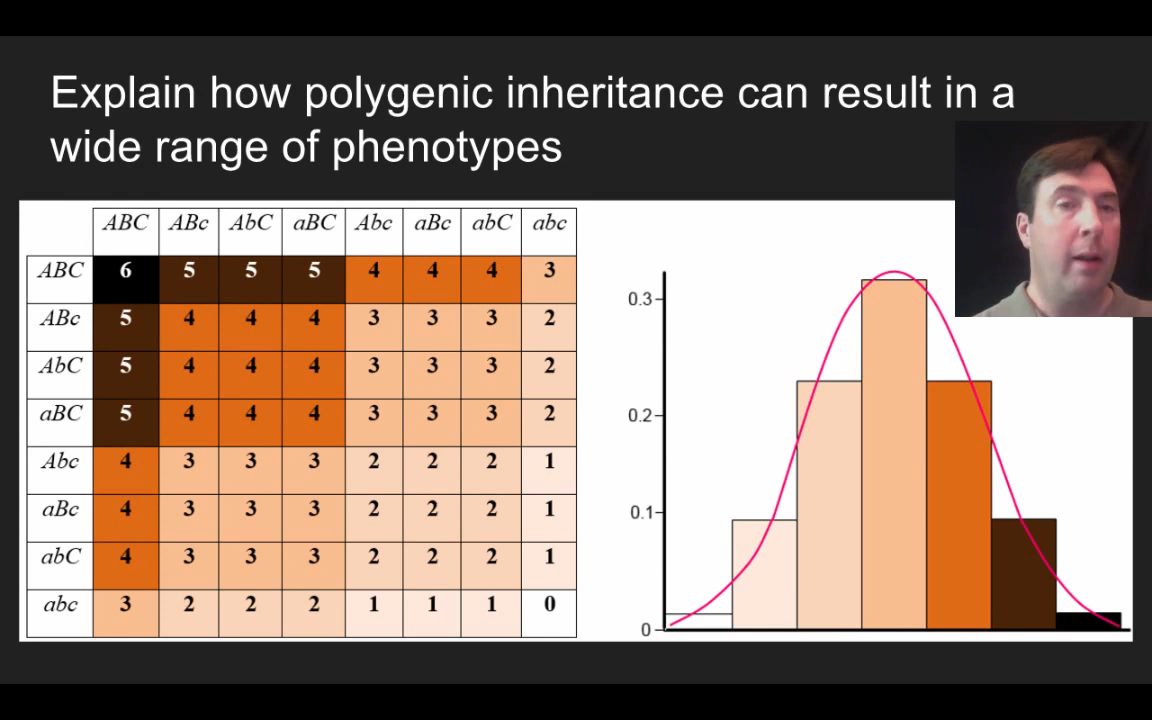 Explain how polygenic inheritance can result in a
wide range of phenotypes
ABC ABc AbC aBC Abc aBc abC abc
ABC 6 5 5 5 4 4 4 3
ABc 5 4 4 4 3 3 3 2
AbC 5 4 4 4 3 3 3 2
aBC 5 4 4 4 3 3 3 2
Abc 4 3 3 3 2 2 2 1
aBc 4 3 3 3 2 2 2 1
abC 4 3 3 3 2 2 2 1
abc 3 2 2 2 1 1 1 0
0.3
0.2
0.1
0